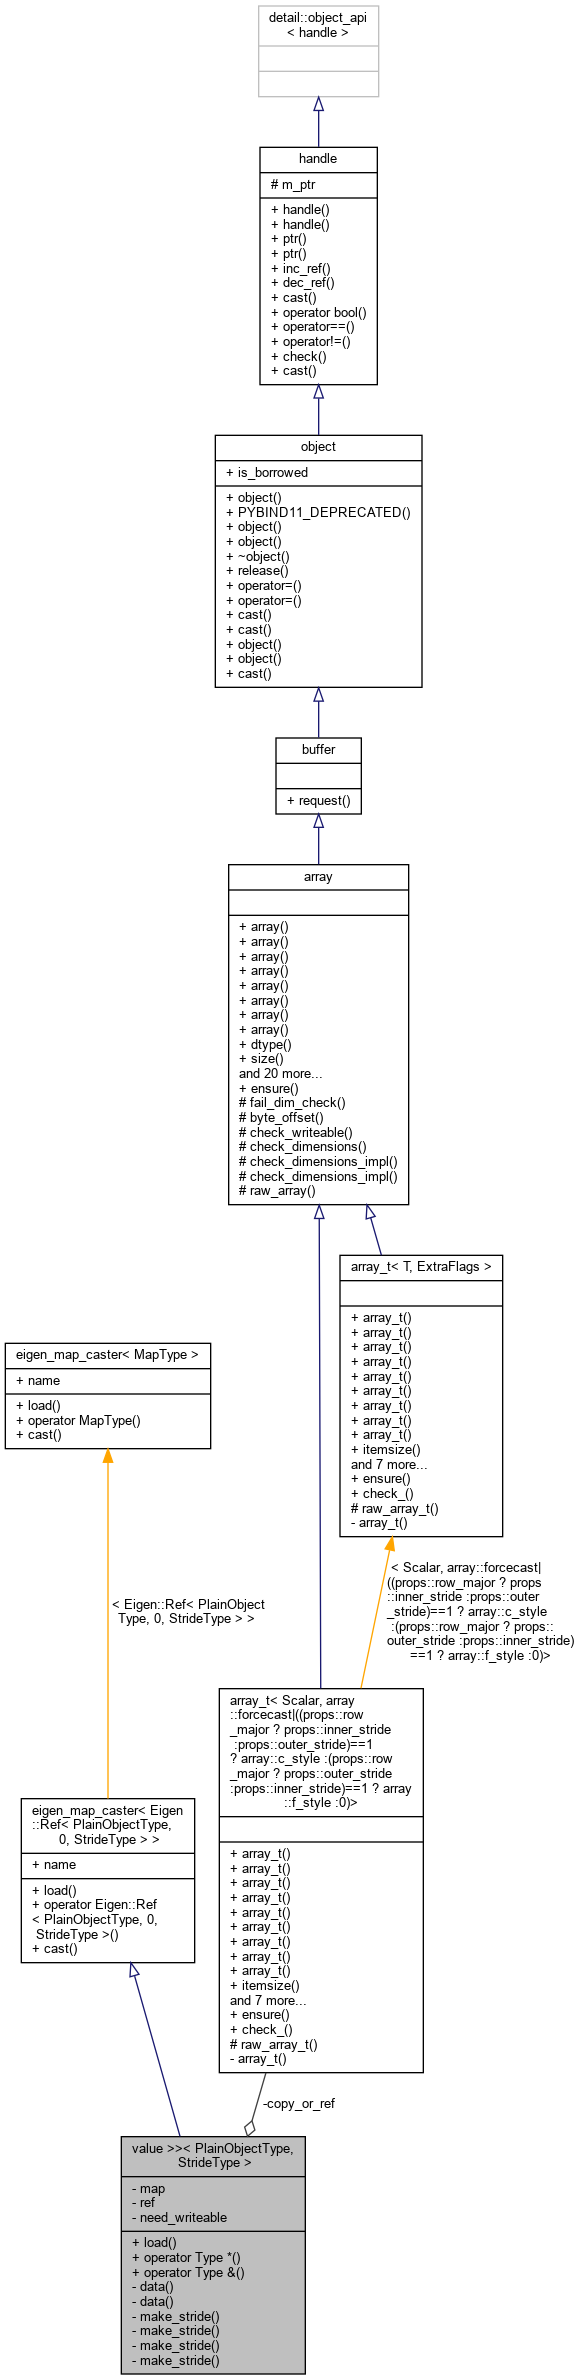 detail::object_api
< handle >
handle
# m_ptr
+ handle()
+ handle()
+ ptr()
+ ptr()
+ inc_ref()
+ dec_ref()
+ cast()
+ operator bool()
+ operator==()
+ operator!=()
+ check()
+ cast()
object
+ is_borrowed
+ object()
+ PYBIND11_DEPRECATED()
+ object()
+ object()
+ ~object()
+ release()
+ operator=()
+ operator=()
+ cast()
+ cast()
+ object()
+ object()
+ cast()
buffer
+ request()
array
+ array()
+ array()
+ array()
+ array()
+ array()
+ array()
+ array()
+ array()
+ dtype()
+ size()
and 20 more...
+ ensure()
# fail_dim_check()
# byte_offset()
# check_writeable()
# check_dimensions()
# check_dimensions_impl()
# check_dimensions_impl()
# raw_array()
array_t< T, ExtraFlags >
+ array_t()
+ array_t()
+ array_t()
+ array_t()
+ array_t()
+ array_t()
+ array_t()
+ array_t()
+ array_t()
+ itemsize()
and 7 more...
+ ensure()
+ check_()
# raw_array_t()
- array_t()
eigen_map_caster< MapType >
+ name
+ load()
+ operator MapType()
+ cast()
< Eigen::Ref< PlainObject
Type, 0, StrideType > >
< Scalar, array::forcecast|
((props::row_major ? props
::inner_stride :props::outer
_stride)==1 ? array::c_style
:(props::row_major ? props::
outer_stride :props::inner_stride)
==1 ? array::f_style :0)>
array_t< Scalar, array
::forcecast|((props::row
_major ? props::inner_stride
:props::outer_stride)==1
? array::c_style :(props::row
_major ? props::outer_stride
:props::inner_stride)==1 ? array
::f_style :0)>
+ array_t()
+ array_t()
+ array_t()
+ array_t()
+ array_t()
+ array_t()
+ array_t()
+ array_t()
+ array_t()
+ itemsize()
and 7 more...
+ ensure()
+ check_()
# raw_array_t()
- array_t()
eigen_map_caster< Eigen
::Ref< PlainObjectType,
0, StrideType > >
+ name
+ load()
+ operator Eigen::Ref
< PlainObjectType, 0,
StrideType >()
+ cast()
-copy_or_ref
value >>< PlainObjectType,
StrideType >
- map
- ref
- need_writeable
+ load()
+ operator Type *()
+ operator Type &()
- data()
- data()
- make_stride()
- make_stride()
- make_stride()
- make_stride()